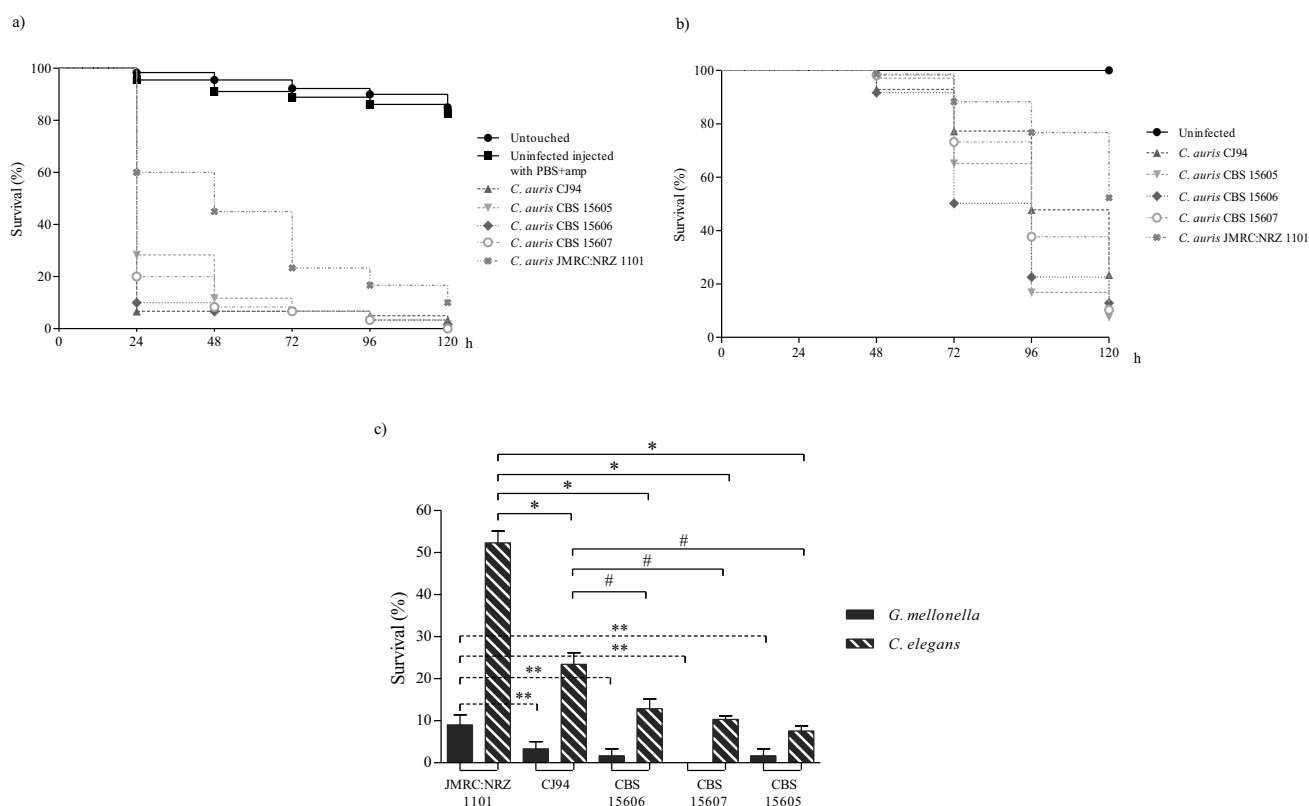 a)
100
80
60
40
20
0
Survival (%)
0 24 48 72 96 120 h
Untouched
Uninfected injected
with PBS+amp
C. auris CJ94
C. auris CBS 15605
C. auris CBS 15606
C. auris CBS 15607
C. auris JMRC:NRZ 1101
b)
100
80
60
40
20
0
Survival (%)
0 24 48 72 96 120
h
Uninfected
C. auris CJ94
C. auris CBS 15605
C. auris CBS 15606
C. auris CBS 15607
C. auris JMRC:NRZ 1101
c)
*
*
*
*
#
#
#
**
**
**
**
60
50
40
30
20
10
0
Survival (%)
JMRC:NRZ
1101
CJ94
CBS
15606
CBS
15607
CBS
15605
G. mellonella
C. elegans